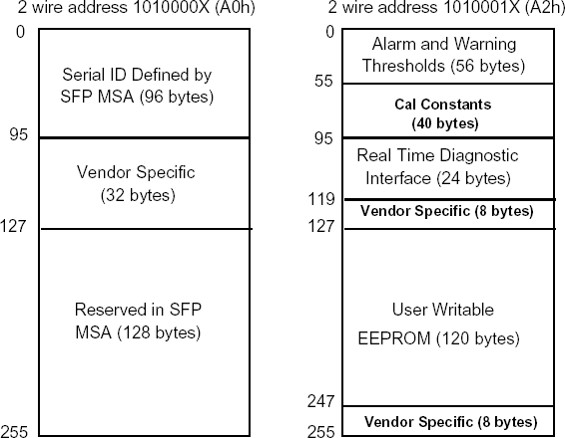 2 wire address 1010000X (A0h)
0
Serial ID Defined by
SFP MSA (96 bytes)
95
Vendor Specific
(32 bytes)
127
Reserved in SFP
MSA (128 bytes)
255
2 wire address 1010001X (A2h)
0
Alarm and Warning
Thresholds (56 bytes)
55
Cal Constants
(40 bytes)
95
Real Time Diagnostic
Interface (24 bytes)
119
Vendor Specific (8 bytes)
127
User Writable
EEPROM (120 bytes)
247
Vendor Specific (8 bytes)
255